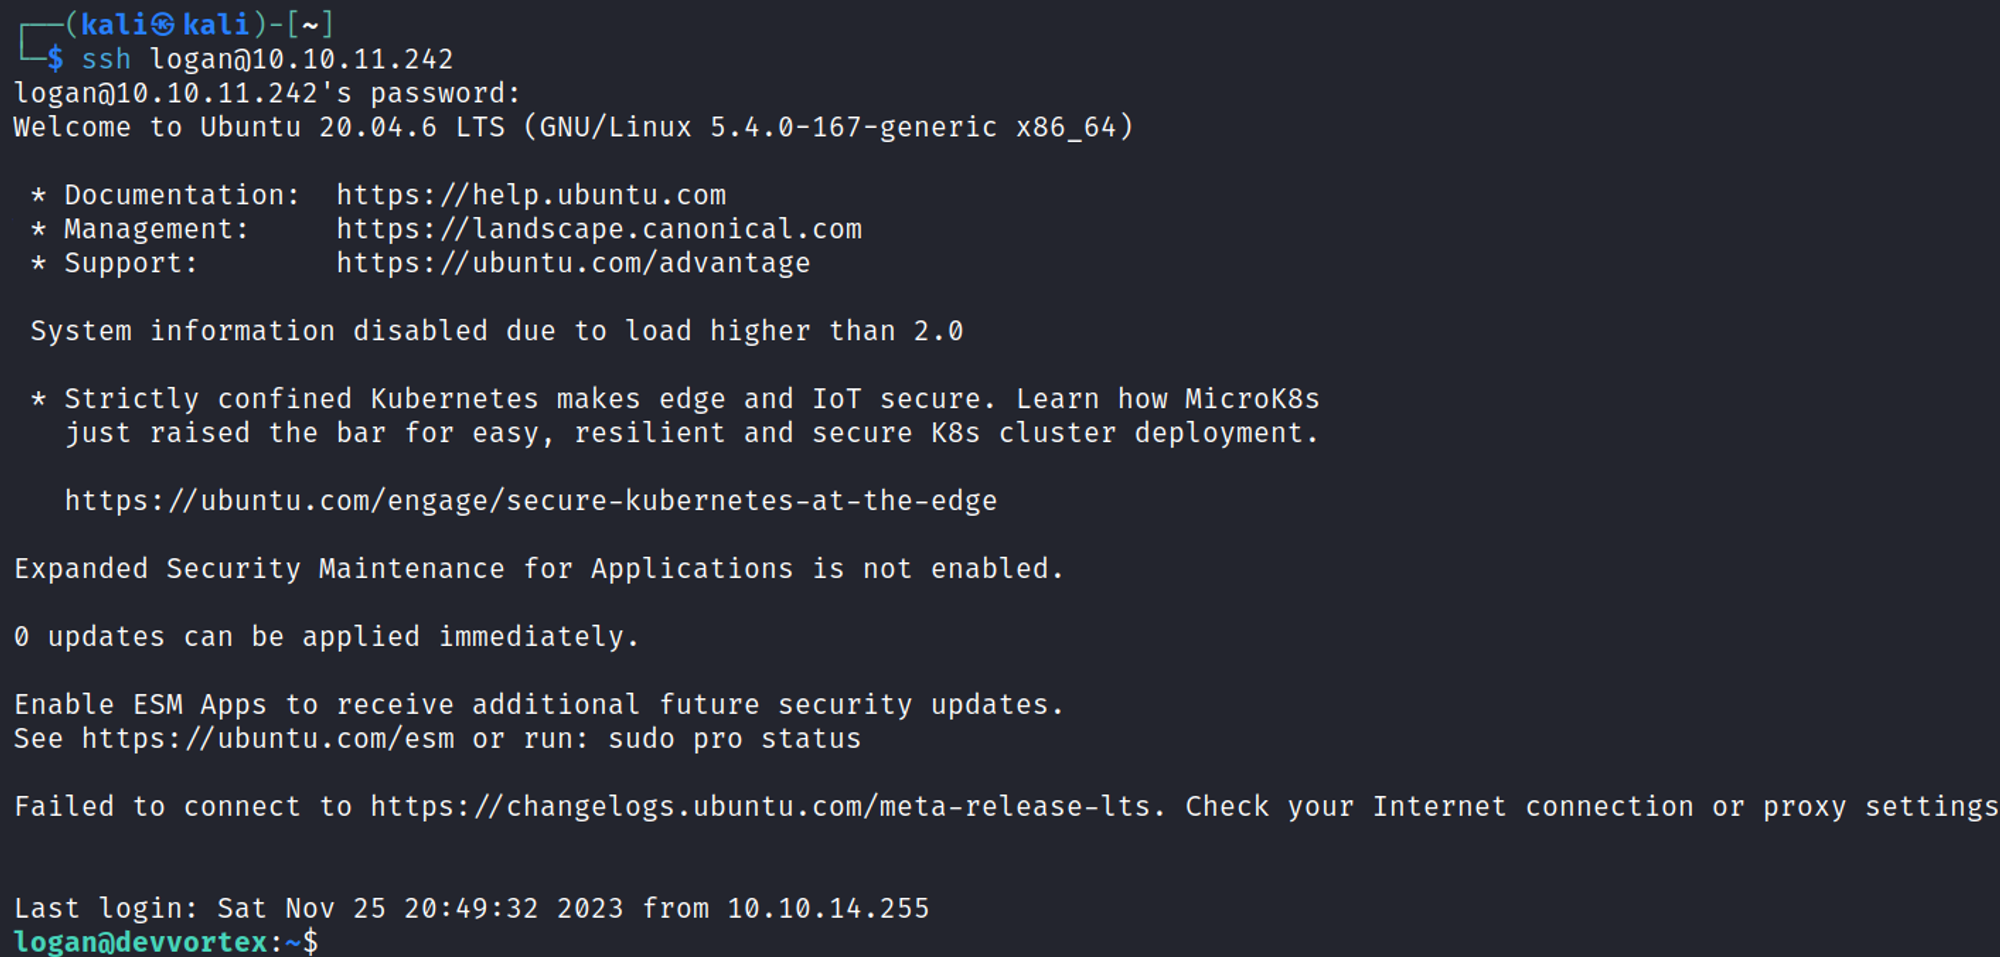 ┌──(kali㉿kali)-[~]
└─$ ssh logan@10.10.11.242
logan@10.10.11.242's password:
Welcome to Ubuntu 20.04.6 LTS (GNU/Linux 5.4.0-167-generic x86_64)
* Documentation:  https://help.ubuntu.com
* Management:     https://landscape.canonical.com
* Support:        https://ubuntu.com/advantage
System information disabled due to load higher than 2.0
* Strictly confined Kubernetes makes edge and IoT secure. Learn how MicroK8s
just raised the bar for easy, resilient and secure K8s cluster deployment.
https://ubuntu.com/engage/secure-kubernetes-at-the-edge
Expanded Security Maintenance for Applications is not enabled.
0 updates can be applied immediately.
Enable ESM Apps to receive additional future security updates.
See https://ubuntu.com/esm or run: sudo pro status
Failed to connect to https://changelogs.ubuntu.com/meta-release-lts. Check your Internet connection or proxy settings
Last login: Sat Nov 25 20:49:32 2023 from 10.10.14.255
logan@devvortex:~$